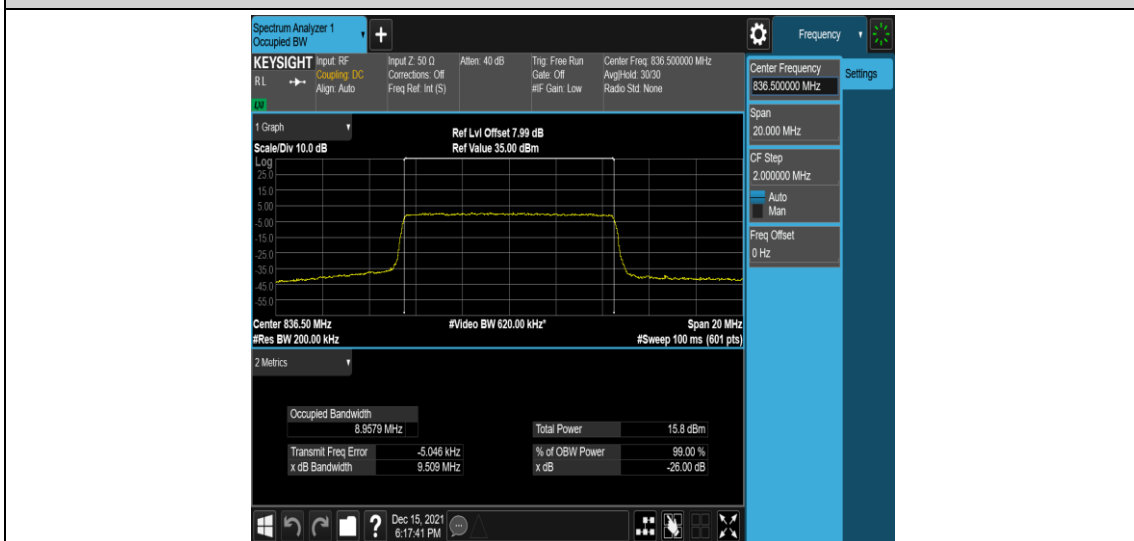 Spectrum Analyzer 1
Occupied BW
+
Frequency
KEYSIGHT Input: RF Input Z: 50 Ω Atten: 40 dB Trig: Free Run Center Freq: 836.500000 MHz
RL Coupling: DC Corrections: Off Gate: Off Avg|Hold: 30/30
Align: Auto Freq Ref: Int (S) #IF Gain: Low Radio Std: None
LXI
Center Frequency
836.500000 MHz
Settings
Span
20.000 MHz
CF Step
2.000000 MHz
Auto
Man
Freq Offset
0 Hz
1 Graph
Ref Lvl Offset 7.99 dB
Scale/Div 10.0 dB Ref Value 35.00 dBm
Log
25.0
15.0
5.00
-5.00
-15.0
-25.0
-35.0
-45.0
-55.0
Center 836.50 MHz #Video BW 620.00 kHz* Span 20 MHz
#Res BW 200.00 kHz #Sweep 100 ms (601 pts)
2 Metrics
Occupied Bandwidth
8.9579 MHz Total Power 15.8 dBm
Transmit Freq Error -5.046 kHz % of OBW Power 99.00 %
x dB Bandwidth 9.509 MHz x dB -26.00 dB
? Dec 15, 2021
6:17:41 PM